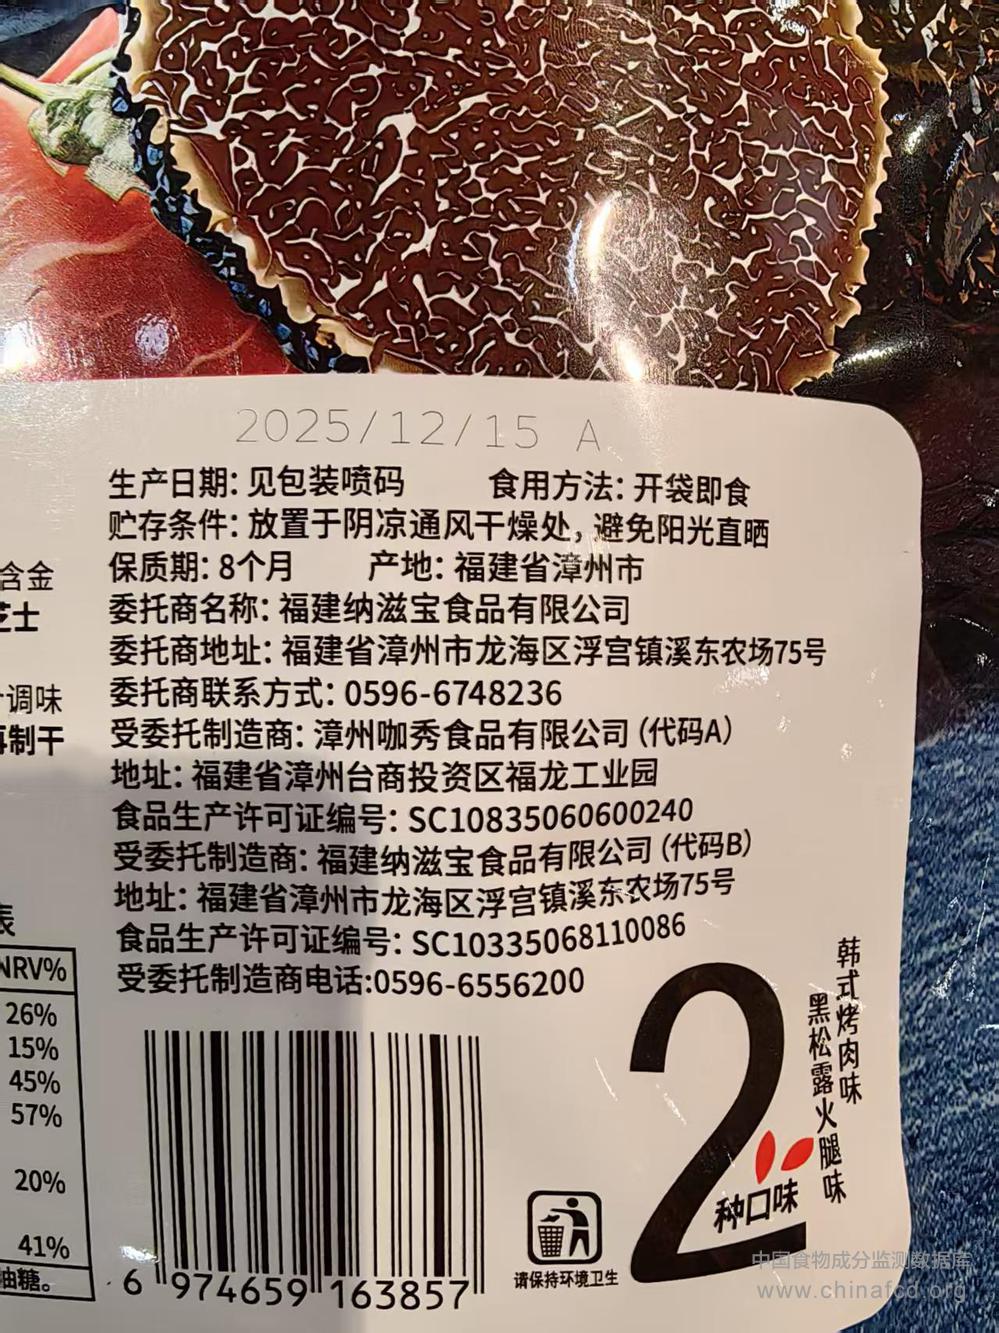 2025/12/15 A
生产日期：见包装喷码 食用方法：开袋即食
贮存条件：放置于阴凉通风干燥处，避免阳光直晒
保质期：8个月 产地：福建省漳州市
委托商名称：福建纳滋宝食品有限公司
委托商地址：福建省漳州市龙海区浮宫镇溪东农场75号
委托商联系方式：0596-6748236
受委托制造商：漳州咖秀食品有限公司（代码A）
地址：福建省漳州台商投资区福龙工业园
食品生产许可证编号：SC10835060600240
受委托制造商：福建纳滋宝食品有限公司（代码B）
地址：福建省漳州市龙海区浮宫镇溪东农场75号
食品生产许可证编号：SC10335068110086
受委托制造商电话:0596-6556200
含金
芝士
调味
再制干
表
NRV%
26%
15%
45%
57%
20%
41%
油糖。
6 974659 163857
请保持环境卫生
2
种口味
韩式烤肉味
黑松露火腿味
中国食物成分监测数据库
www.chinafcd.org